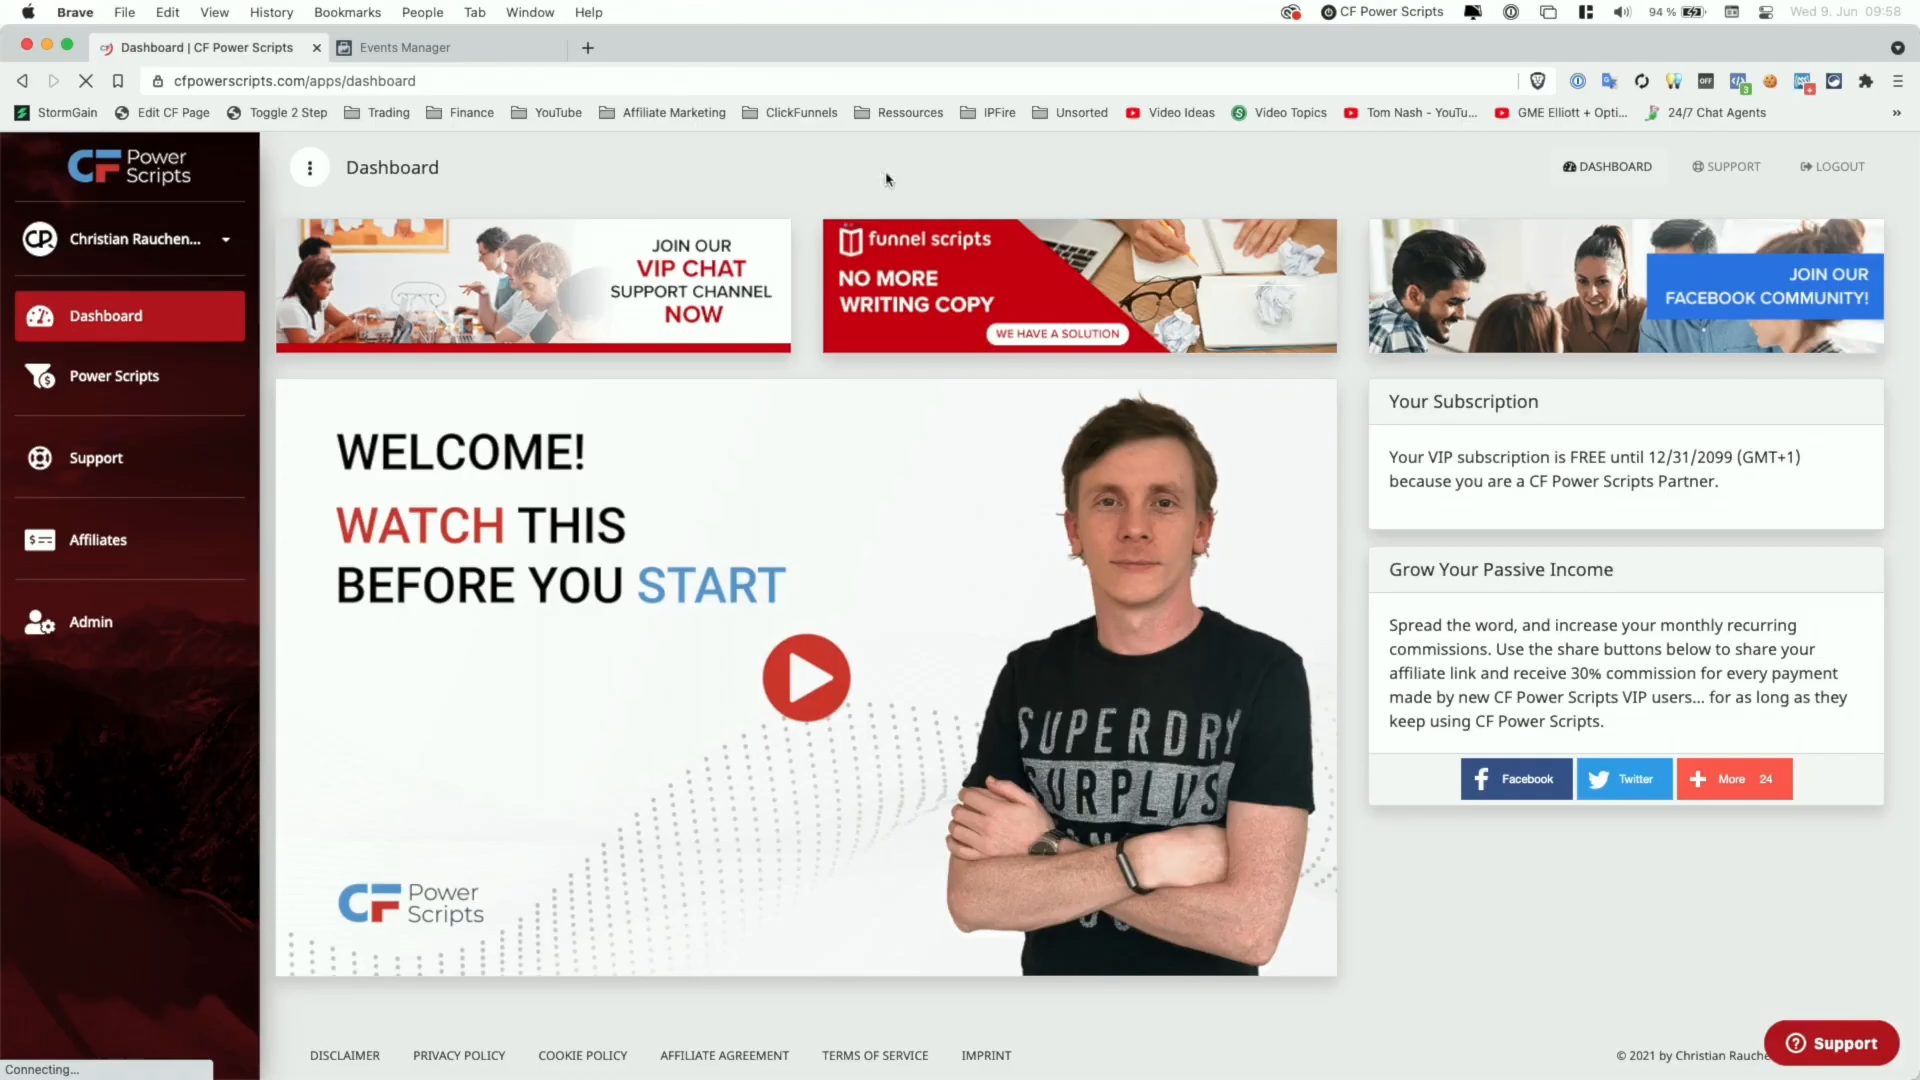 Brave File Edit View History Bookmarks People Tab Window Help
CF Power Scripts 94 % Wed 9. Jun 09:58
Dashboard | CF Power Scripts
Events Manager
cfpowerscripts.com/apps/dashboard
OFF
3
StormGain Edit CF Page Toggle 2 Step Trading Finance YouTube Affiliate Marketing ClickFunnels Ressources IPFire Unsorted Video Ideas Video Topics Tom Nash - YouTu... GME Elliott + Opti... 24/7 Chat Agents »
CF Power
Scripts
Christian Rauchen...
Dashboard
Power Scripts
Support
Affiliates
Admin
Dashboard
DASHBOARD SUPPORT LOGOUT
JOIN OUR
VIP CHAT
SUPPORT CHANNEL
NOW
funnel scripts
NO MORE
WRITING COPY
WE HAVE A SOLUTION
JOIN OUR
FACEBOOK COMMUNITY!
WELCOME!
WATCH THIS
BEFORE YOU START
SUPERDRY
SURPLUS
CF Power
Scripts
Your Subscription
Your VIP subscription is FREE until 12/31/2099 (GMT+1)
because you are a CF Power Scripts Partner.
Grow Your Passive Income
Spread the word, and increase your monthly recurring
commissions. Use the share buttons below to share your
affiliate link and receive 30% commission for every payment
made by new CF Power Scripts VIP users... for as long as they
keep using CF Power Scripts.
Facebook
Twitter
More 24
DISCLAIMER PRIVACY POLICY COOKIE POLICY AFFILIATE AGREEMENT TERMS OF SERVICE IMPRINT
© 2021 by Christian Rauche
Support
Connecting...